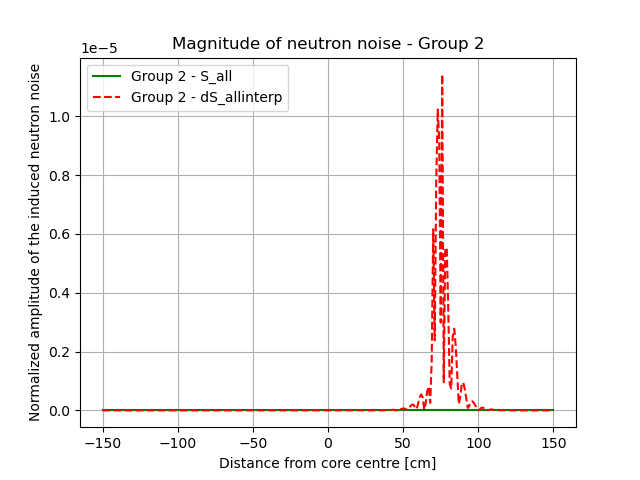 Magnitude of neutron noise - Group 2
1e−5
Group 2 - S_all
Group 2 - dS_allinterp
Normalized amplitude of the induced neutron noise
1.0
0.8
0.6
0.4
0.2
0.0
−150
−100
−50
0
50
100
150
Distance from core centre [cm]